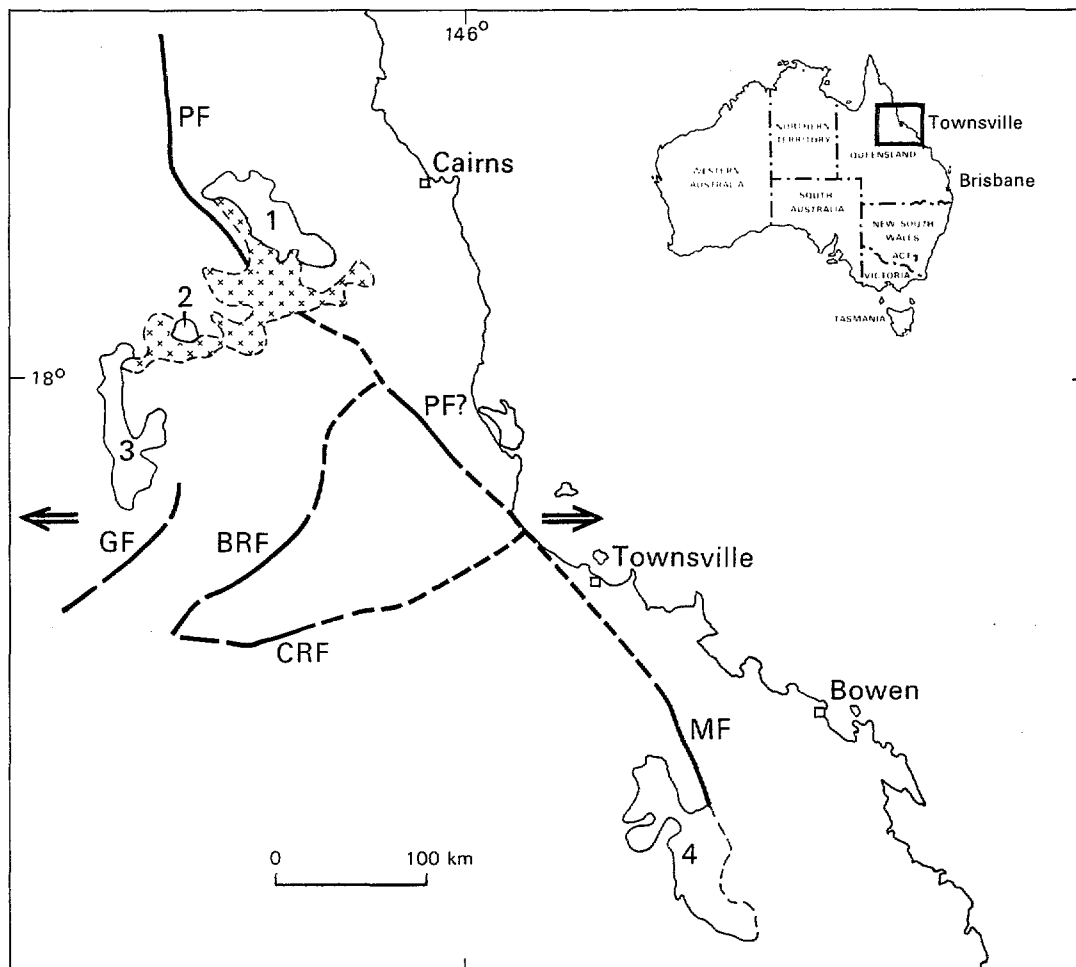 146°
PF
Cairns
1
2
18°
3
PF?
GF
BRF
CRF
Townsville
MF
Bowen
4
0 100 km
Townsville
Brisbane
NORTHERN
TERRITORY
QUEENSLAND
WESTERN
AUSTRALIA
SOUTH
AUSTRALIA
NEW SOUTH
WALES
ACT
VICTORIA
TASMANIA